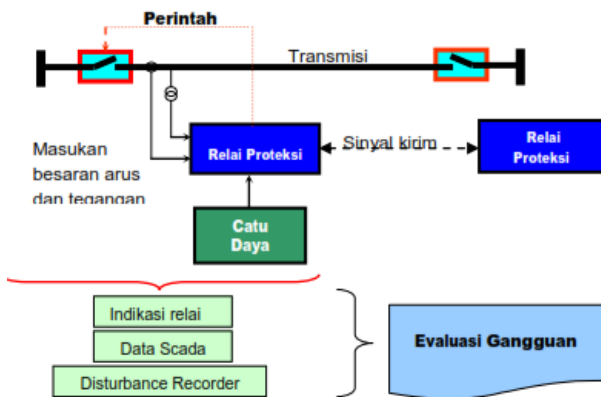 Perintah
Transmisi
Masukan
besaran arus
dan tegangan
Relai Proteksi
Sinyal kirim
Relai
Proteksi
Catu
Daya
Indikasi relai
Data Scada
Disturbance Recorder
Evaluasi Gangguan